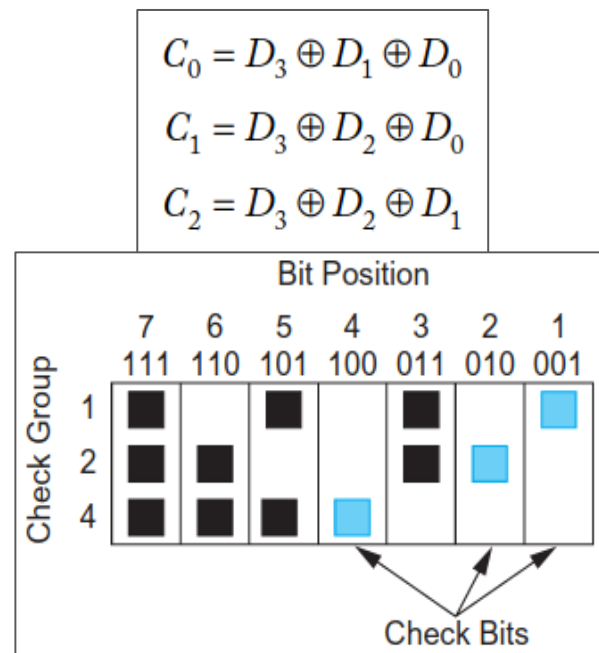 C₀ = D₃ ⊕ D₁ ⊕ D₀
C₁ = D₃ ⊕ D₂ ⊕ D₀
C₂ = D₃ ⊕ D₂ ⊕ D₁
Bit Position
7 6 5 4 3 2 1
111 110 101 100 011 010 001
Check Group
1
2
4
Check Bits